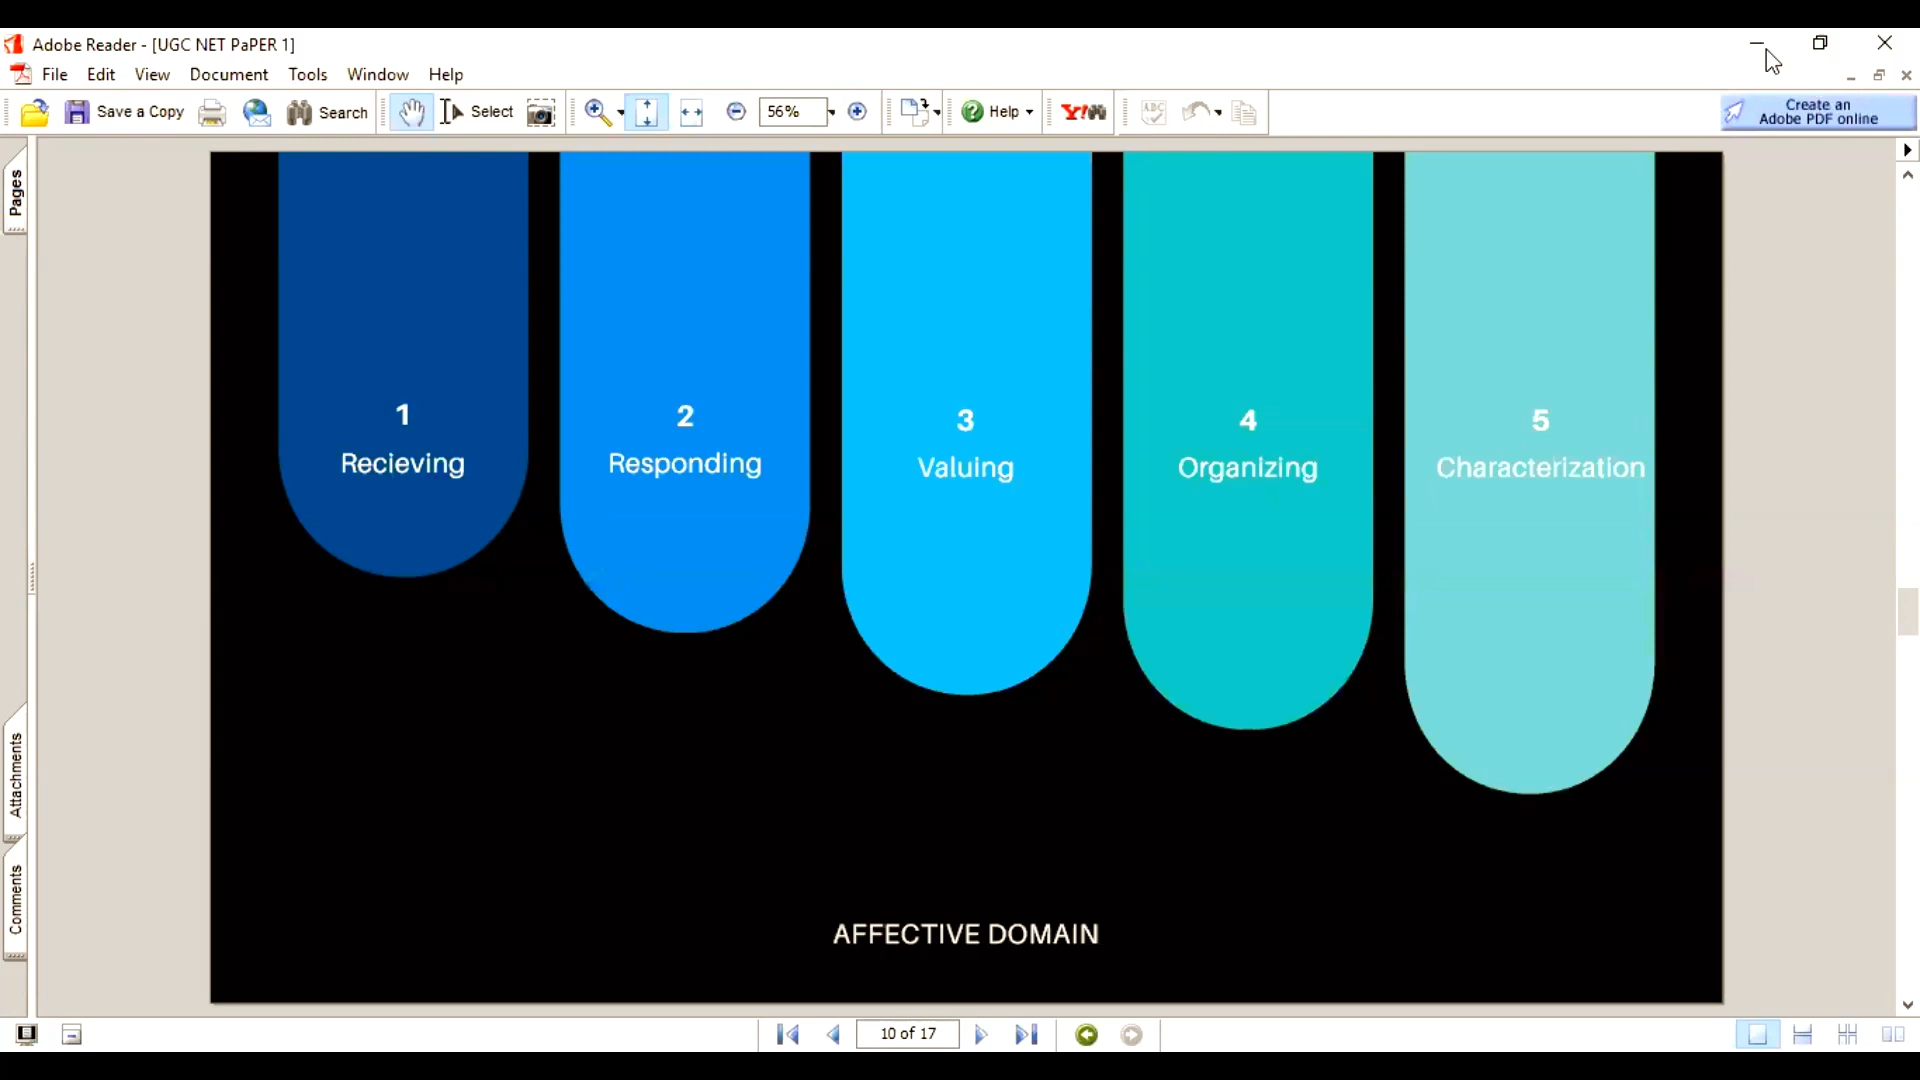 Adobe Reader - [UGC NET PaPER 1]
File Edit View Document Tools Window Help
Save a Copy Search Select 56% Help Y! ABC Create an
Adobe PDF online
Pages
1
Recieving
2
Responding
3
Valuing
4
Organizing
5
Characterization
Attachments
Comments
AFFECTIVE DOMAIN
10 of 17